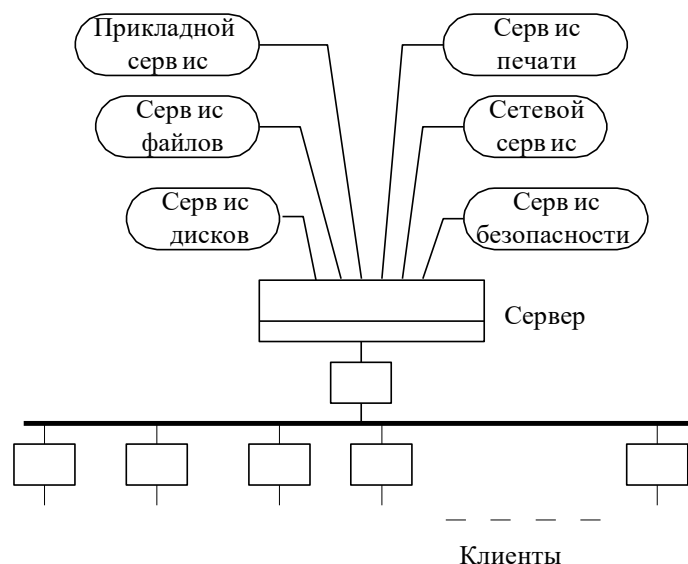 Прикладной
серв ис
Серв ис
печати
Серв ис
файлов
Сетевой
серв ис
Серв ис
дисков
Серв ис
безопасности
Сервер
Клиенты